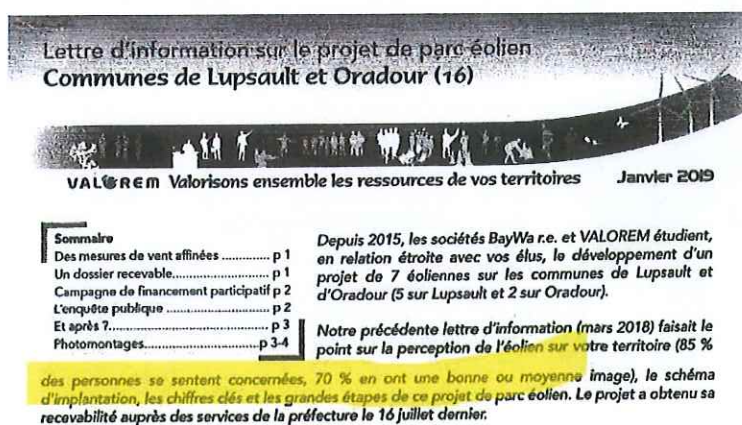 Lettre d'information sur le projet de parc éolien
Communes de Lupsault et Oradour (16)
VALOREM Valorisons ensemble les ressources de vos territoires Janvier 2019
Sommaire
Des mesures de vent affinées .............. p 1
Un dossier recevable....................... p 1
Campagne de financement participatif p 2
L'enquête publique ......................... p 2
Et après ?..................................... p 3
Photomontages............................ p 3-4
Depuis 2015, les sociétés BayWa r.e. et VALOREM étudient,
en relation étroite avec vos élus, le développement d'un
projet de 7 éoliennes sur les communes de Lupsault et
d'Oradour (5 sur Lupsault et 2 sur Oradour).
Notre précédente lettre d'information (mars 2018) faisait le
point sur la perception de l'éolien sur votre territoire (85 %
des personnes se sentent concernées, 70 % en ont une bonne ou moyenne image), le schéma
d'implantation, les chiffres clés et les grandes étapes de ce projet de parc éolien. Le projet a obtenu sa
recevabilité auprès des services de la préfecture le 16 juillet dernier.